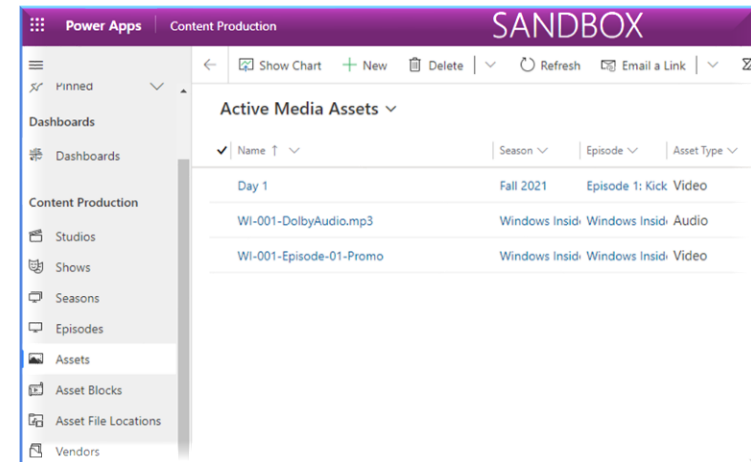 Power Apps Content Production SANDBOX
Show Chart New Delete Refresh Email a Link
Pinned
Active Media Assets
Dashboards
Name Season Episode Asset Type
Dashboards
Day 1 Fall 2021 Episode 1: Kick Video
Content Production
WI-001-DolbyAudio.mp3 Windows Insid Windows Insid Audio
Studios
WI-001-Episode-01-Promo Windows Insid Windows Insid Video
Shows
Seasons
Episodes
Assets
Asset Blocks
Asset File Locations
Vendors